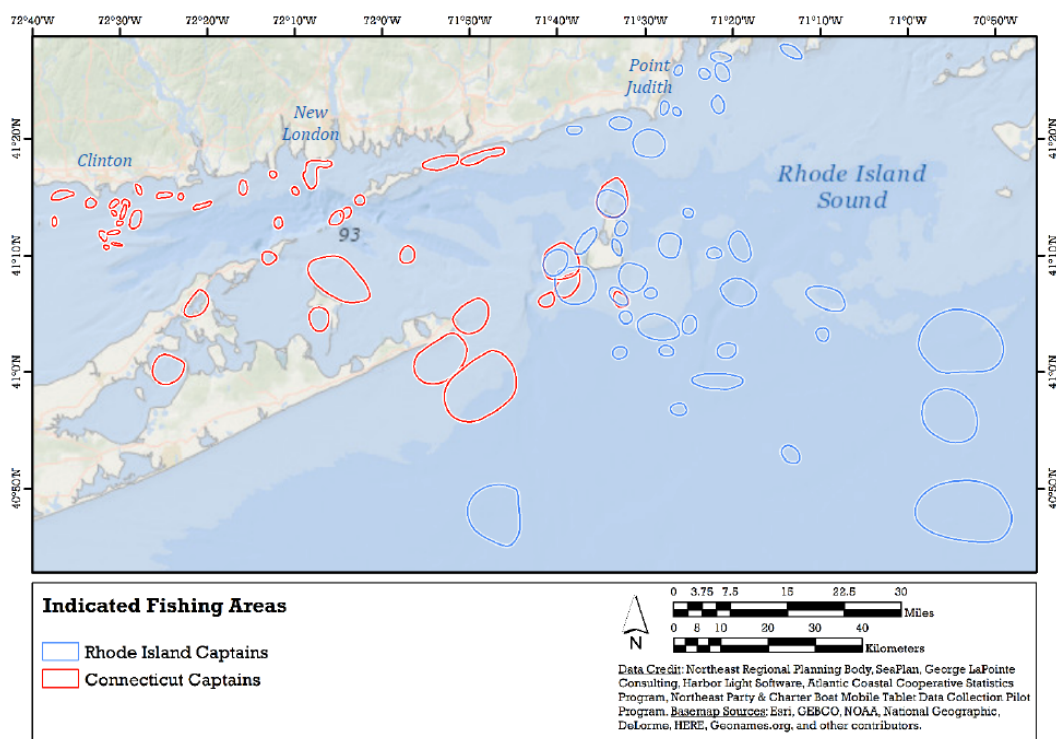 72°40'W 72°30'W 72°20'W 72°10'W 72°0'W 71°50'W 71°40'W 71°30'W 71°20'W 71°10'W 71°0'W 70°50'W
Point
Judith
New
London
41°20'N 41°20'N
Clinton
Rhode Island
Sound
93
41°10'N 41°10'N
41°0'N 41°0'N
40°50'N 40°50'N
Indicated Fishing Areas
Rhode Island Captains
Connecticut Captains
N
0 3.75 7.5 15 22.5 30
Miles
0 5 10 20 30 40
Kilometers
Data Credit: Northeast Regional Planning Body, SeaPlan, George LaPointe
Consulting, Harbor Light Software, Atlantic Coastal Cooperative Statistics
Program, Northeast Party & Charter Boat Mobile Tablet Data Collection Pilot
Program. Basemap Sources: Esri, GEBCO, NOAA, National Geographic,
DeLorme, HERE, Geonames.org, and other contributors.